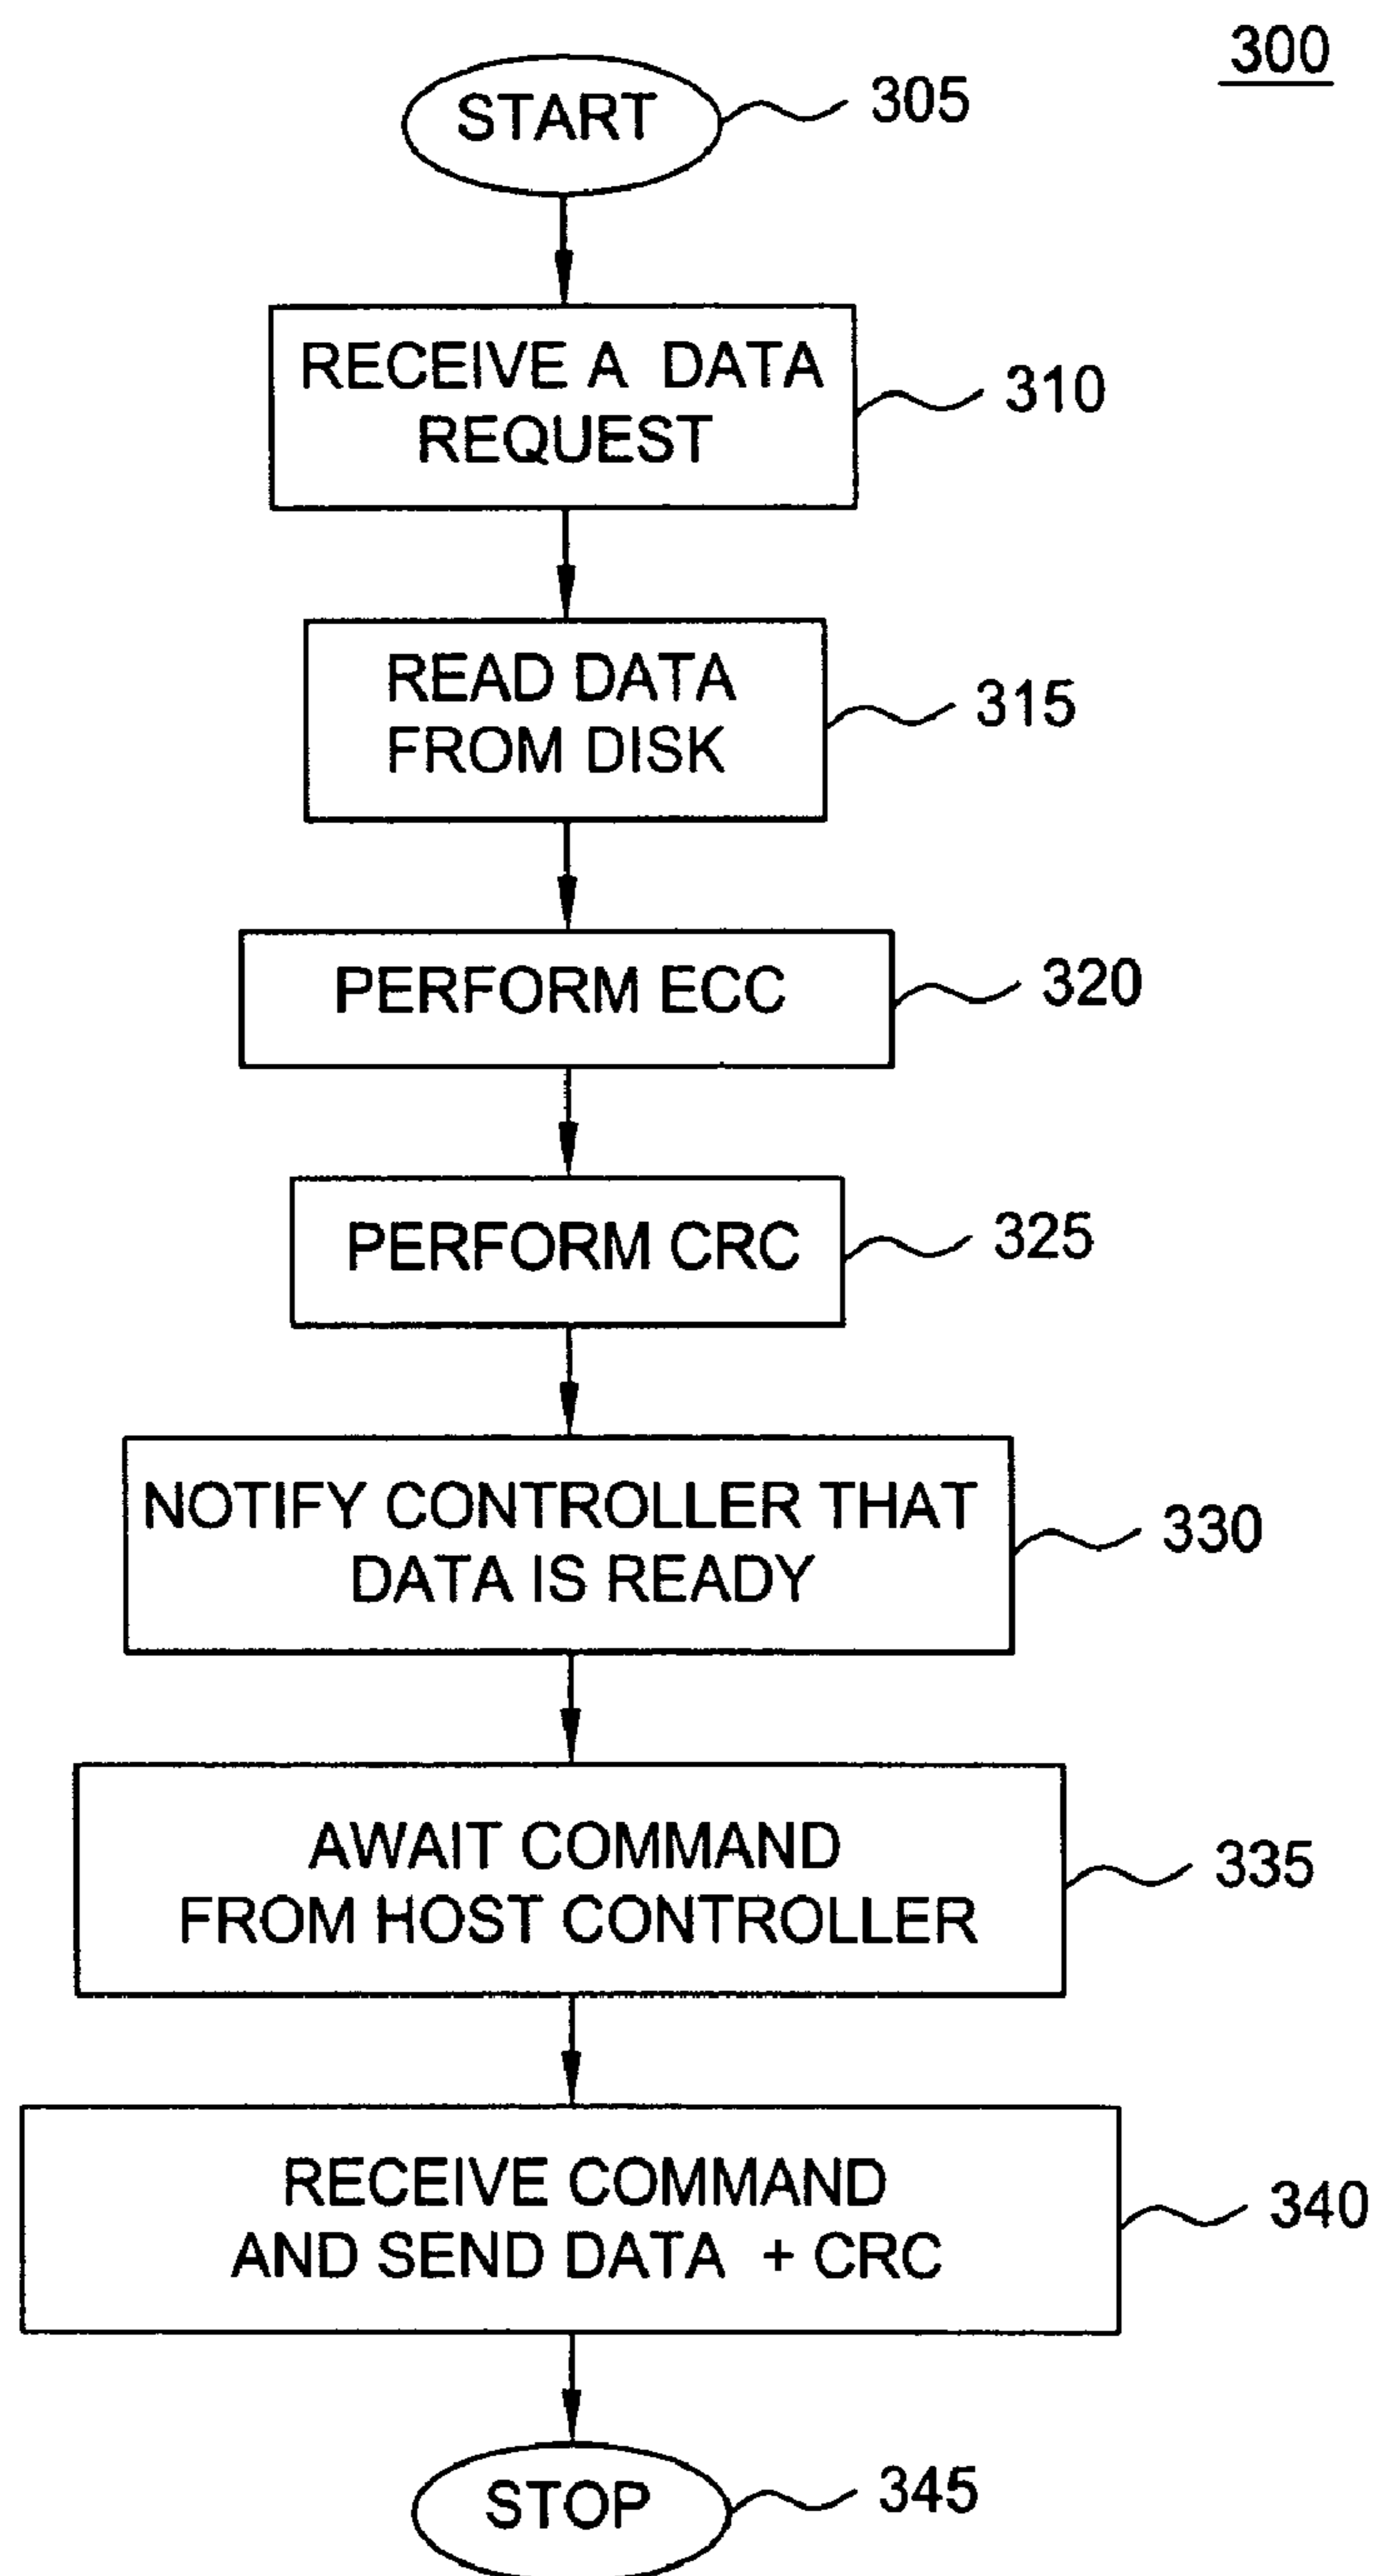 300
START
305
RECEIVE A DATA
REQUEST
310
READ DATA
FROM DISK
315
PERFORM ECC
320
PERFORM CRC
325
NOTIFY CONTROLLER THAT
DATA IS READY
330
AWAIT COMMAND
FROM HOST CONTROLLER
335
RECEIVE COMMAND
AND SEND DATA + CRC
340
STOP
345